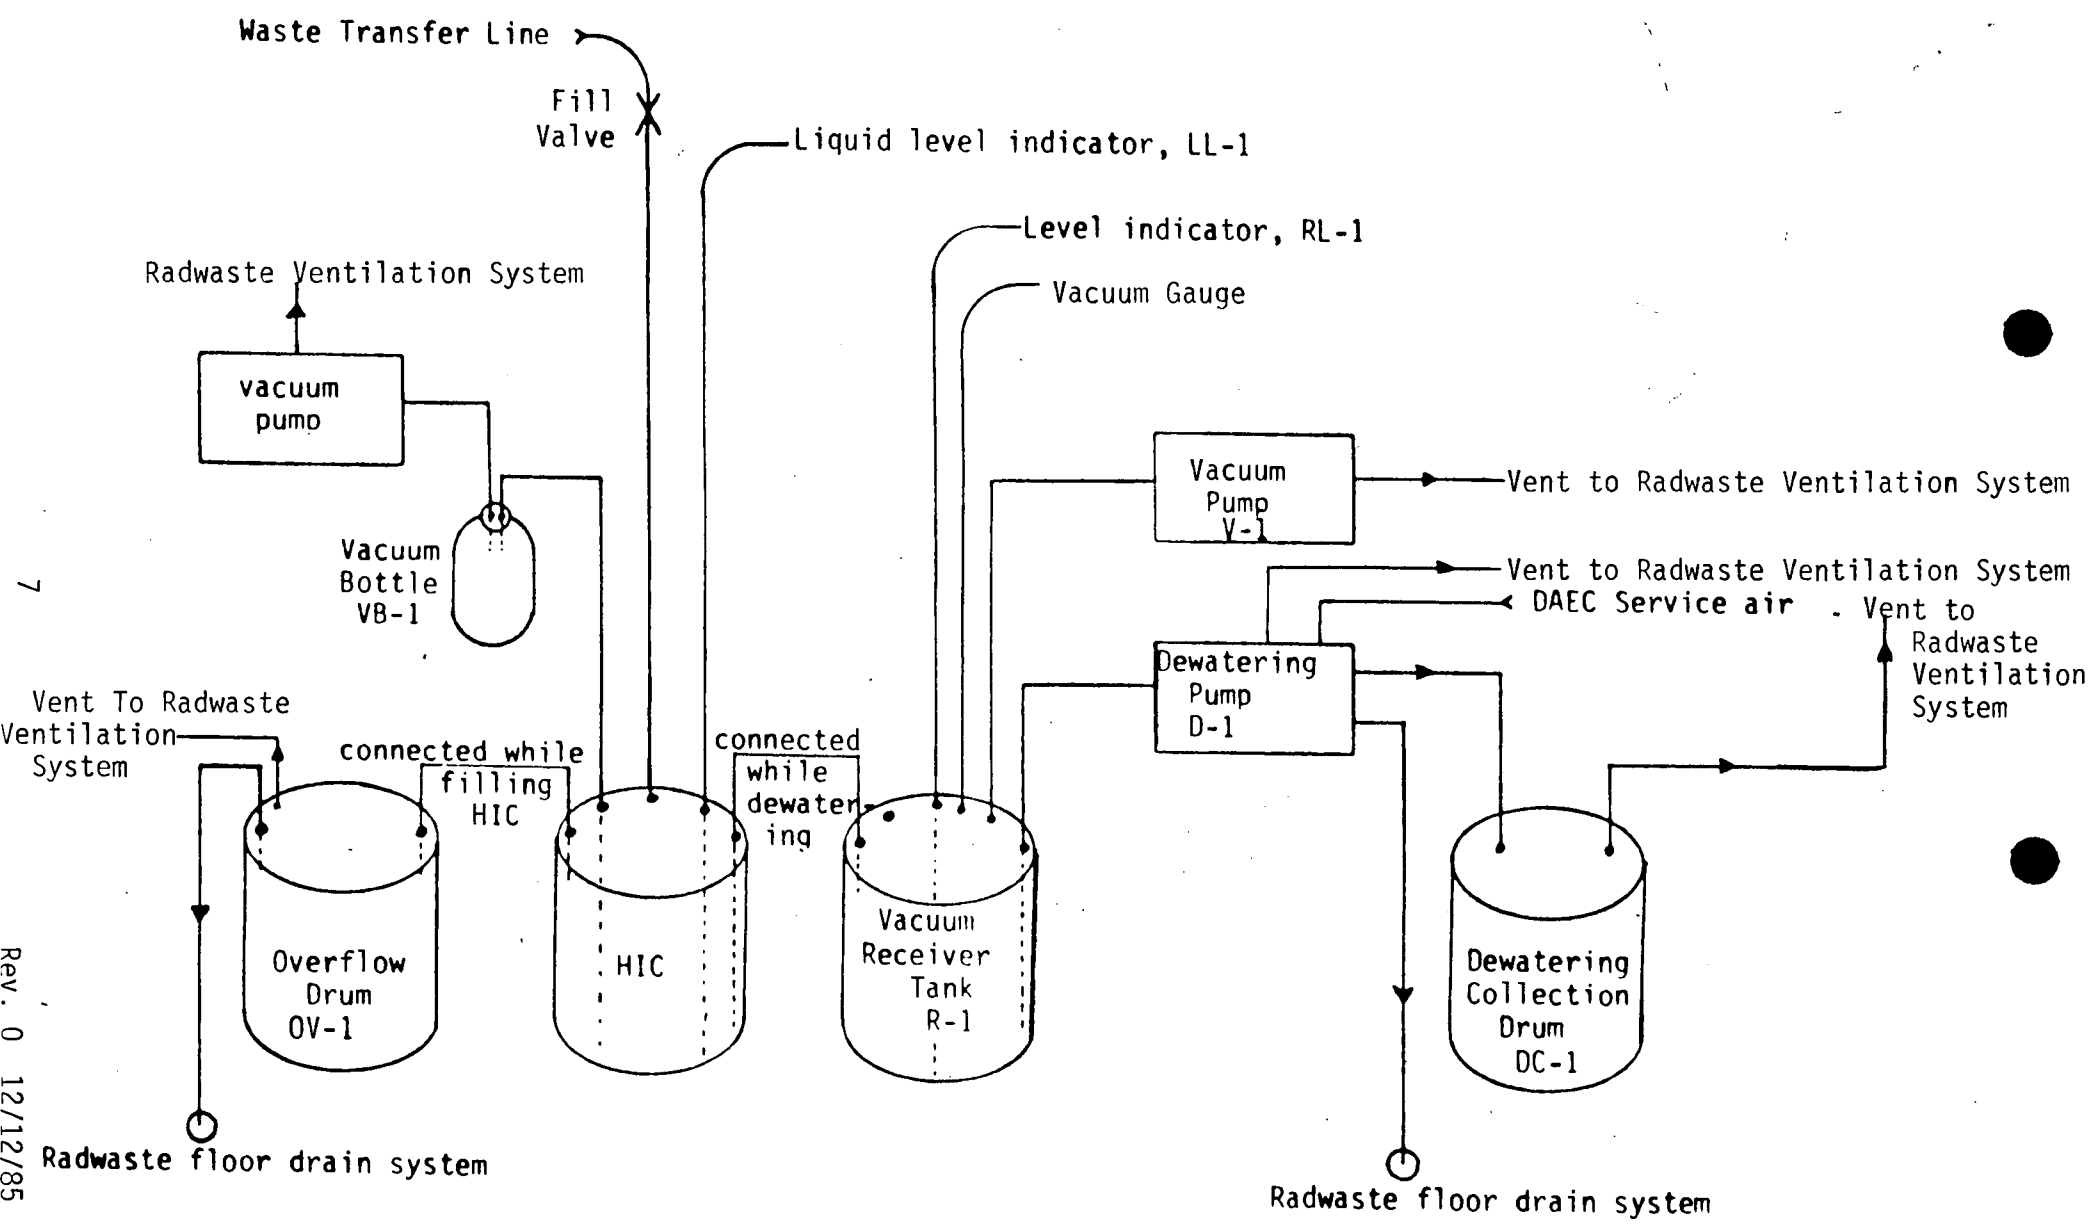 Waste Transfer Line
Fill
Valve
Liquid level indicator, LL-1
Level indicator, RL-1
Vacuum Gauge
Radwaste Ventilation System
vacuum
pump
Vacuum
Bottle
VB-1
Vacuum
Pump
V-1
Vent to Radwaste Ventilation System
Vent to Radwaste Ventilation System
DAEC Service air
Vent to
Radwaste
Ventilation
System
Dewatering
Pump
D-1
Vent To Radwaste
Ventilation
System
connected while
filling
HIC
connected
while
dewater-
ing
Overflow
Drum
OV-1
HIC
Vacuum
Receiver
Tank
R-1
Dewatering
Collection
Drum
DC-1
Radwaste floor drain system
Radwaste floor drain system
7
Rev. 0 12/12/85